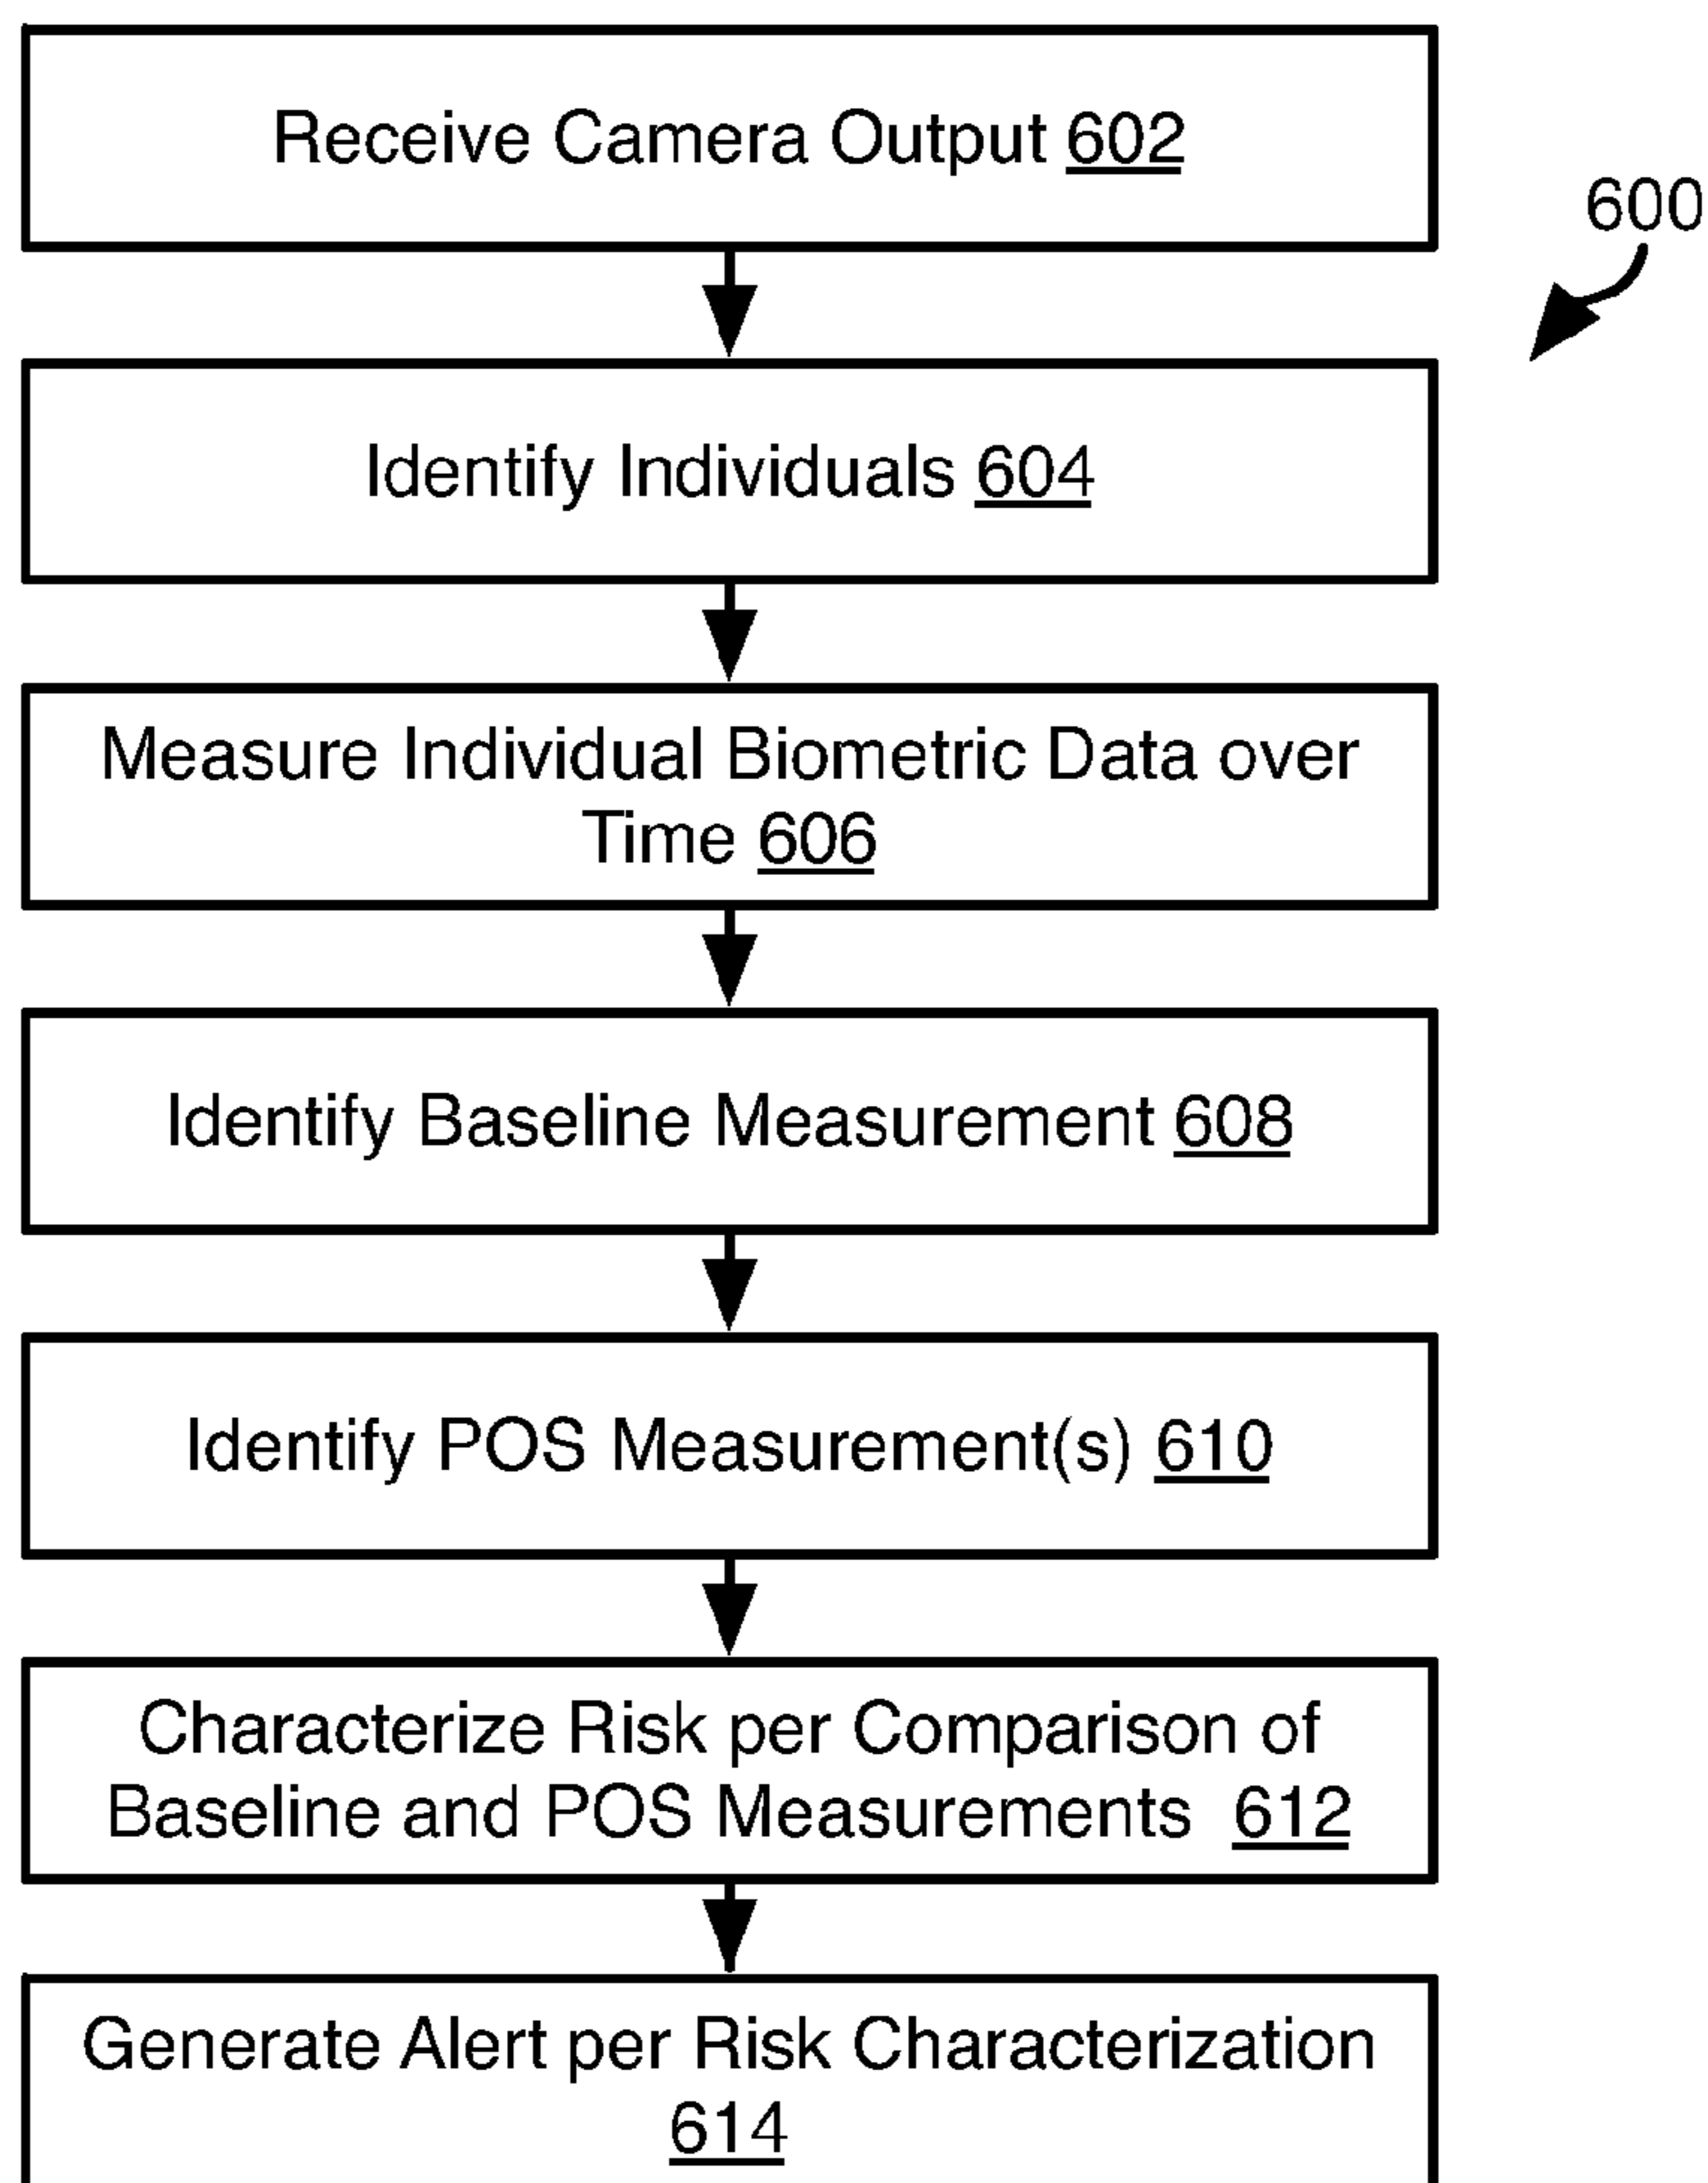 Receive Camera Output 602
600
Identify Individuals 604
Measure Individual Biometric Data over
Time 606
Identify Baseline Measurement 608
Identify POS Measurement(s) 610
Characterize Risk per Comparison of
Baseline and POS Measurements 612
Generate Alert per Risk Characterization
614